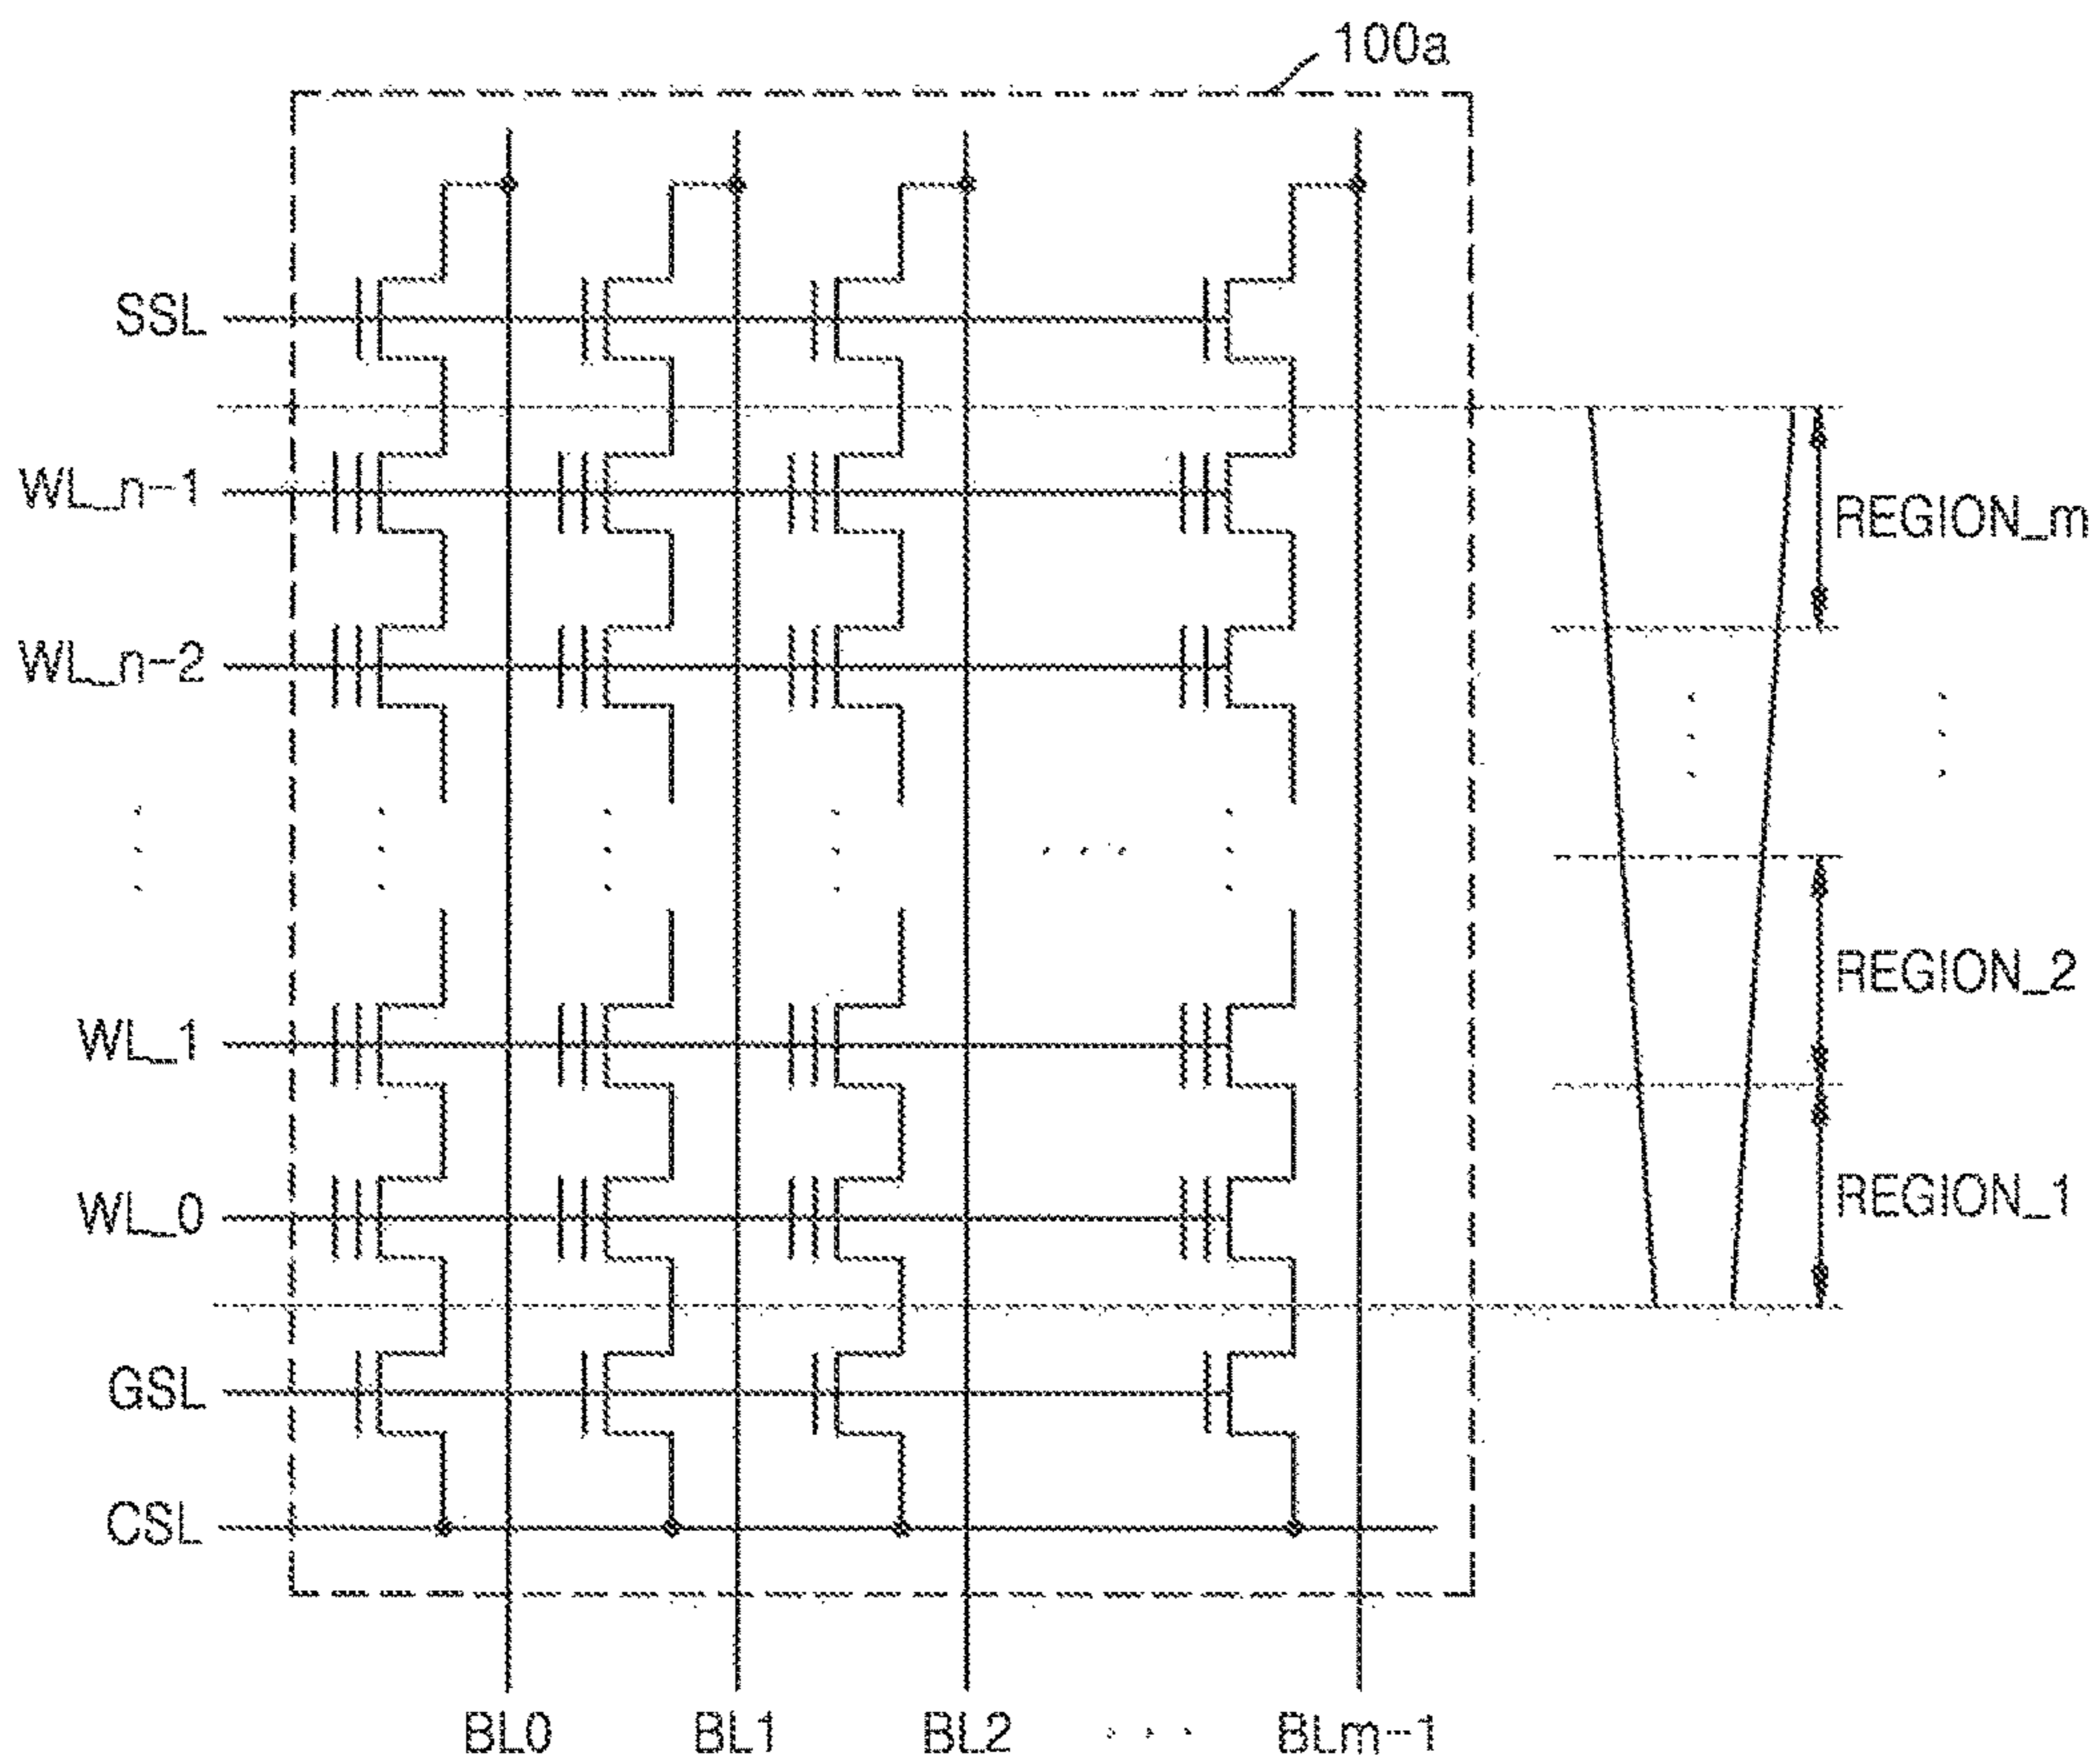 100a
SSL
WL_n-1
REGION_m
WL_n-2
REGION_2
WL_1
WL_0
REGION_1
GSL
CSL
BL0 BL1 BL2 ... BLm-1